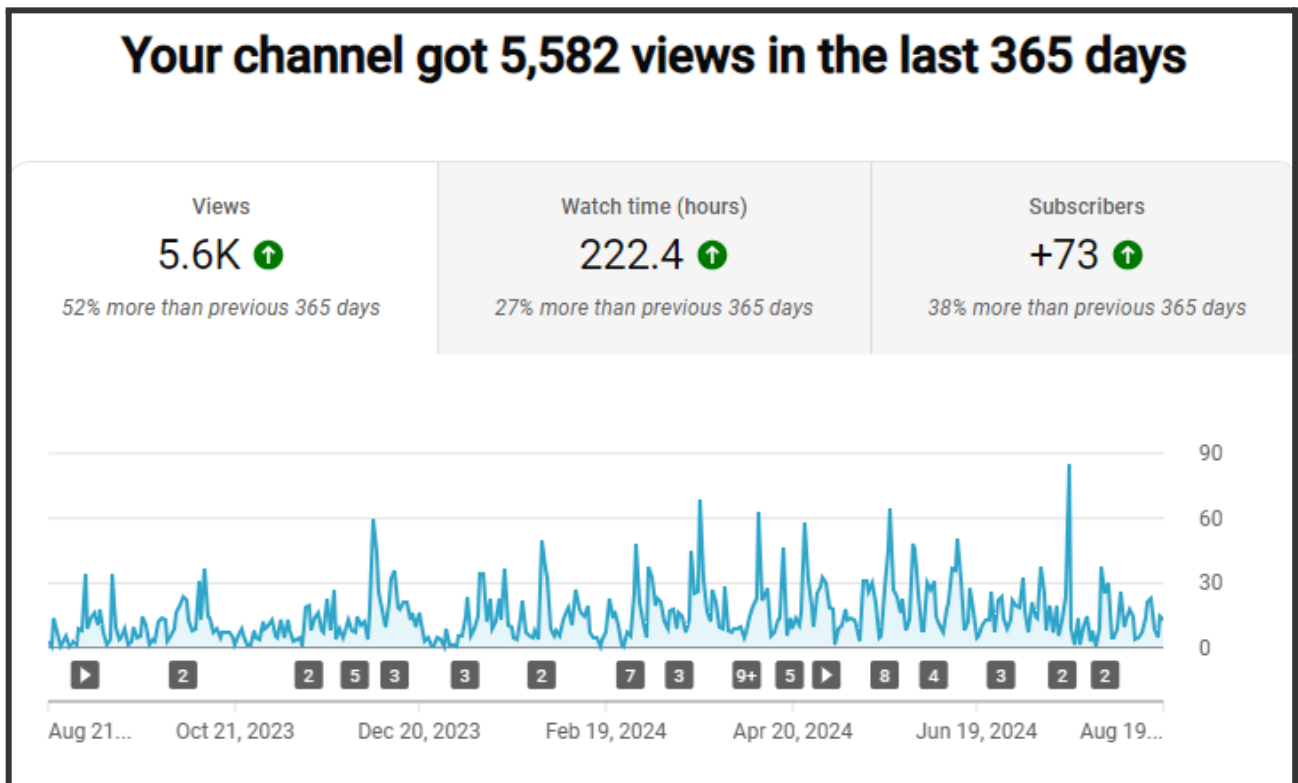 Your channel got 5,582 views in the last 365 days
Views
5.6K
52% more than previous 365 days
Watch time (hours)
222.4
27% more than previous 365 days
Subscribers
+73
38% more than previous 365 days
90
60
30
0
2 2 5 3 3 2 7 3 9+ 5 8 4 3 2 2
Aug 21... Oct 21, 2023 Dec 20, 2023 Feb 19, 2024 Apr 20, 2024 Jun 19, 2024 Aug 19...